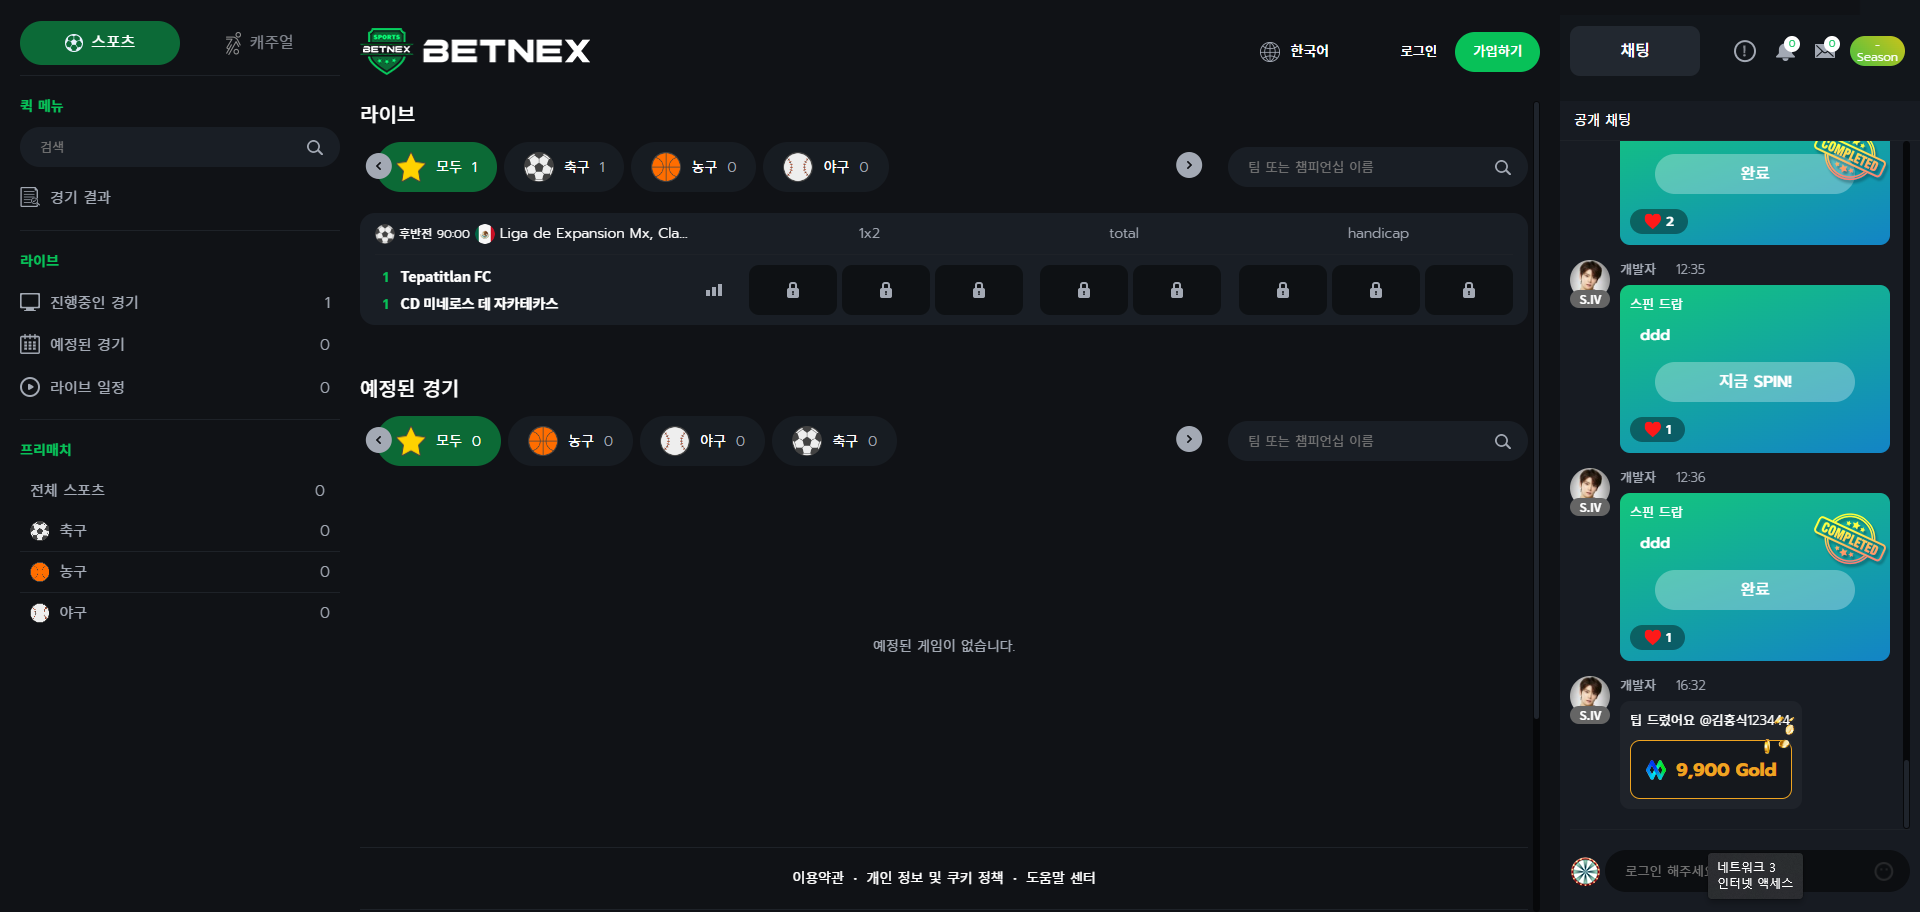 스포츠
캐주얼
퀵 메뉴
검색
경기 결과
라이브
진행중인 경기 1
예정된 경기 0
라이브 일정 0
프리매치
전체 스포츠 0
축구 0
농구 0
야구 0
SPORTS
BETNEX
BETNEX
한국어
로그인
가입하기
라이브
모두 1
축구 1
농구 0
야구 0
팀 또는 챔피언십 이름
후반전 90:00 Liga de Expansion Mx, Cla...
1x2
total
handicap
1 Tepatitlan FC
1 CD 미네로스 데 자카테카스
예정된 경기
모두 0
농구 0
야구 0
축구 0
팀 또는 챔피언십 이름
예정된 게임이 없습니다.
이용약관 · 개인 정보 및 쿠키 정책 · 도움말 센터
채팅
0
0
-
Season
공개 채팅
COMPLETED
완료
2
개발자 12:35
S.IV
스핀 드랍
ddd
지금 SPIN!
1
개발자 12:36
S.IV
스핀 드랍
ddd
COMPLETED
완료
1
개발자 16:32
S.IV
팁 드렸어요 @김홍식123444
9,900 Gold
로그인 해주세요
네트워크 3
인터넷 액세스